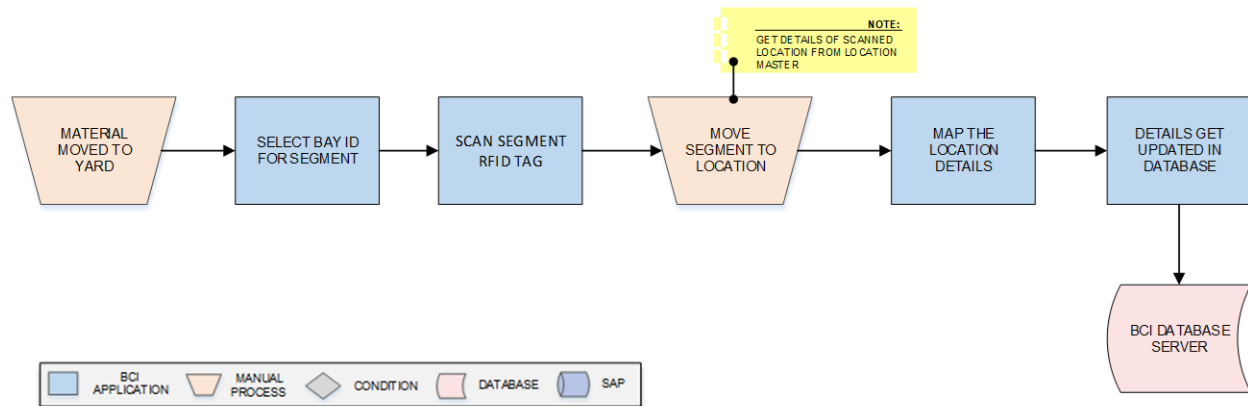 NOTE:
GET DETAILS OF SCANNED
LOCATION FROM LOCATION
MASTER
MATERIAL
MOVED TO
YARD
SELECT BAY ID
FOR SEGMENT
SCAN SEGMENT
RFID TAG
MOVE
SEGMENT TO
LOCATION
MAP THE
LOCATION
DETAILS
DETAILS GET
UPDATED IN
DATABASE
BCI DATABASE
SERVER
BCI
APPLICATION
MANUAL
PROCESS
CONDITION
DATABASE
SAP